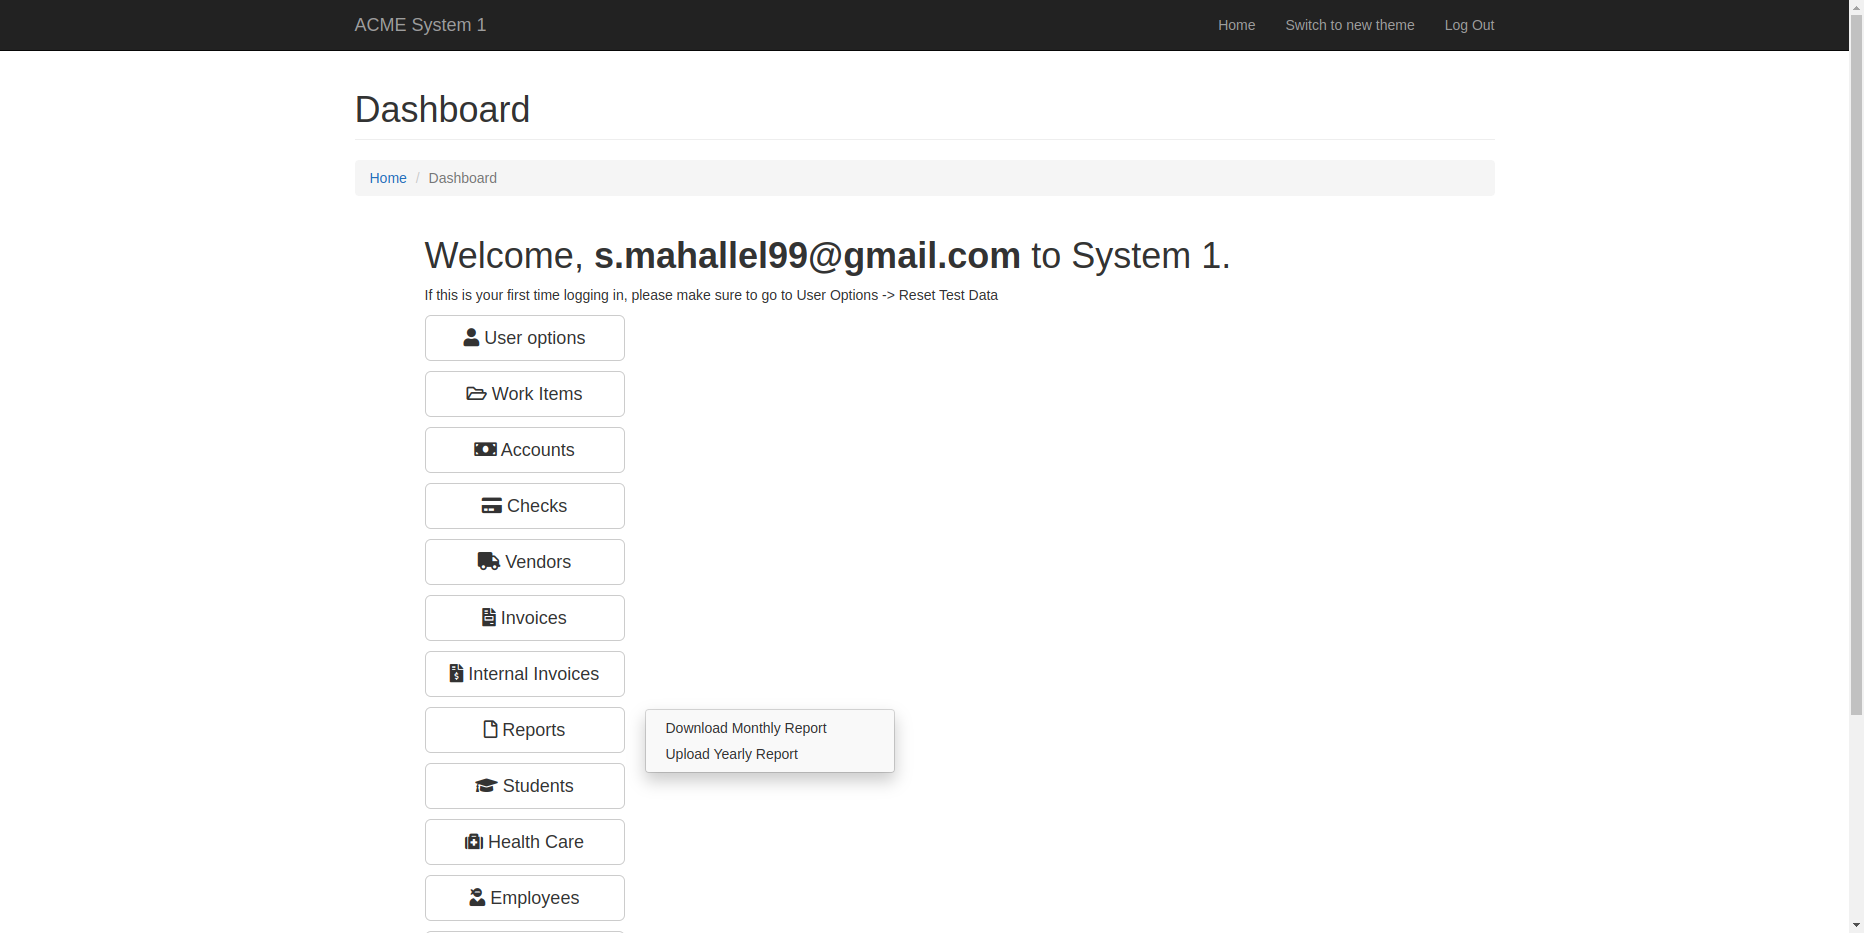 ACME System 1
Home
Switch to new theme
Log Out
Dashboard
Home / Dashboard
Welcome, s.mahallel99@gmail.com to System 1.
If this is your first time logging in, please make sure to go to User Options -> Reset Test Data
User options
Work Items
Accounts
Checks
Vendors
Invoices
Internal Invoices
Reports
Download Monthly Report
Upload Yearly Report
Students
Health Care
Employees